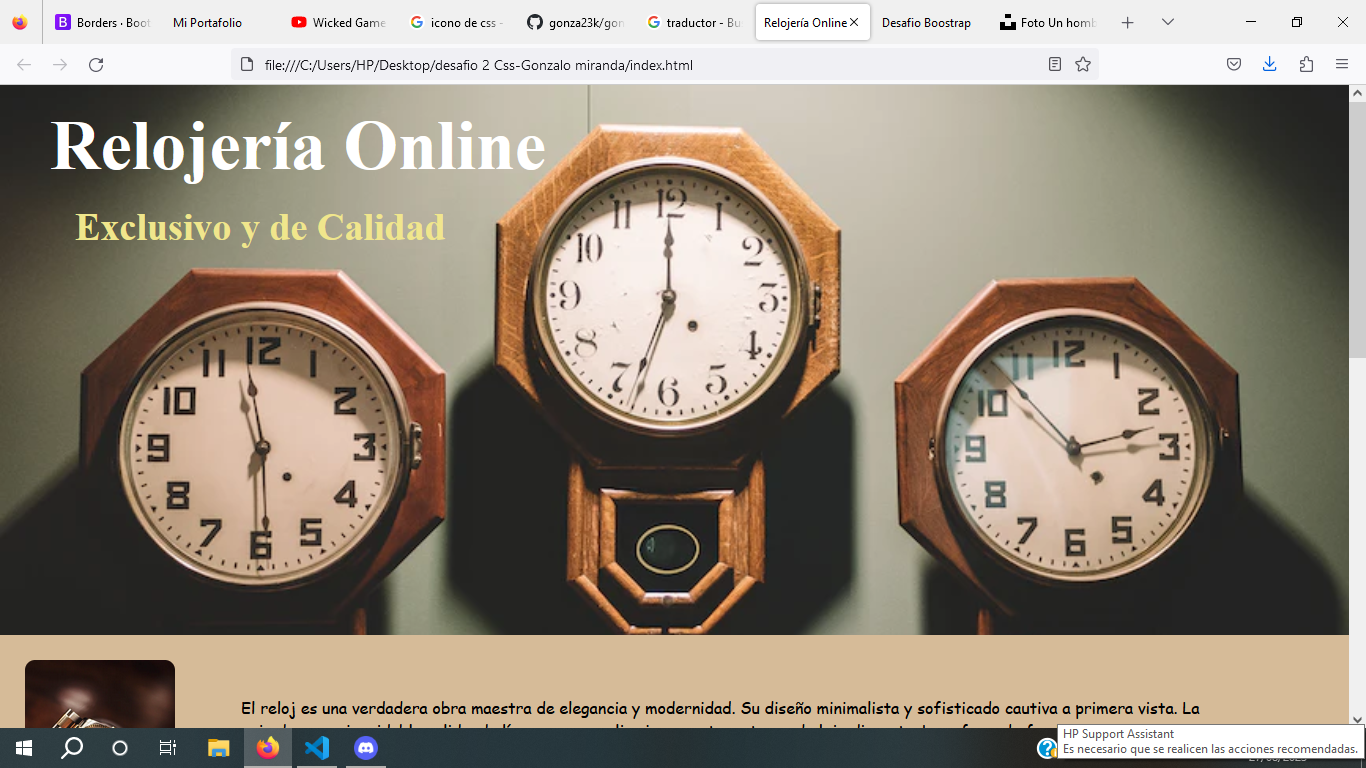 Borders · Boot
Mi Portafolio
Wicked Game
icono de css -
gonza23k/gon
traductor - Bu
Relojería Online
Desafio Boostrap
Foto Un homb
file:///C:/Users/HP/Desktop/desafio 2 Css-Gonzalo miranda/index.html
Relojería Online
Exclusivo y de Calidad
12 1 2 3 4 5 6 7 8 9 10 11
12 1 2 3 4 5 6 7 8 9 10 11
12 1 2 3 4 5 6 7 8 9 10 11
El reloj es una verdadera obra maestra de elegancia y modernidad. Su diseño minimalista y sofisticado cautiva a primera vista. La
HP Support Assistant
Es necesario que se realicen las acciones recomendadas.